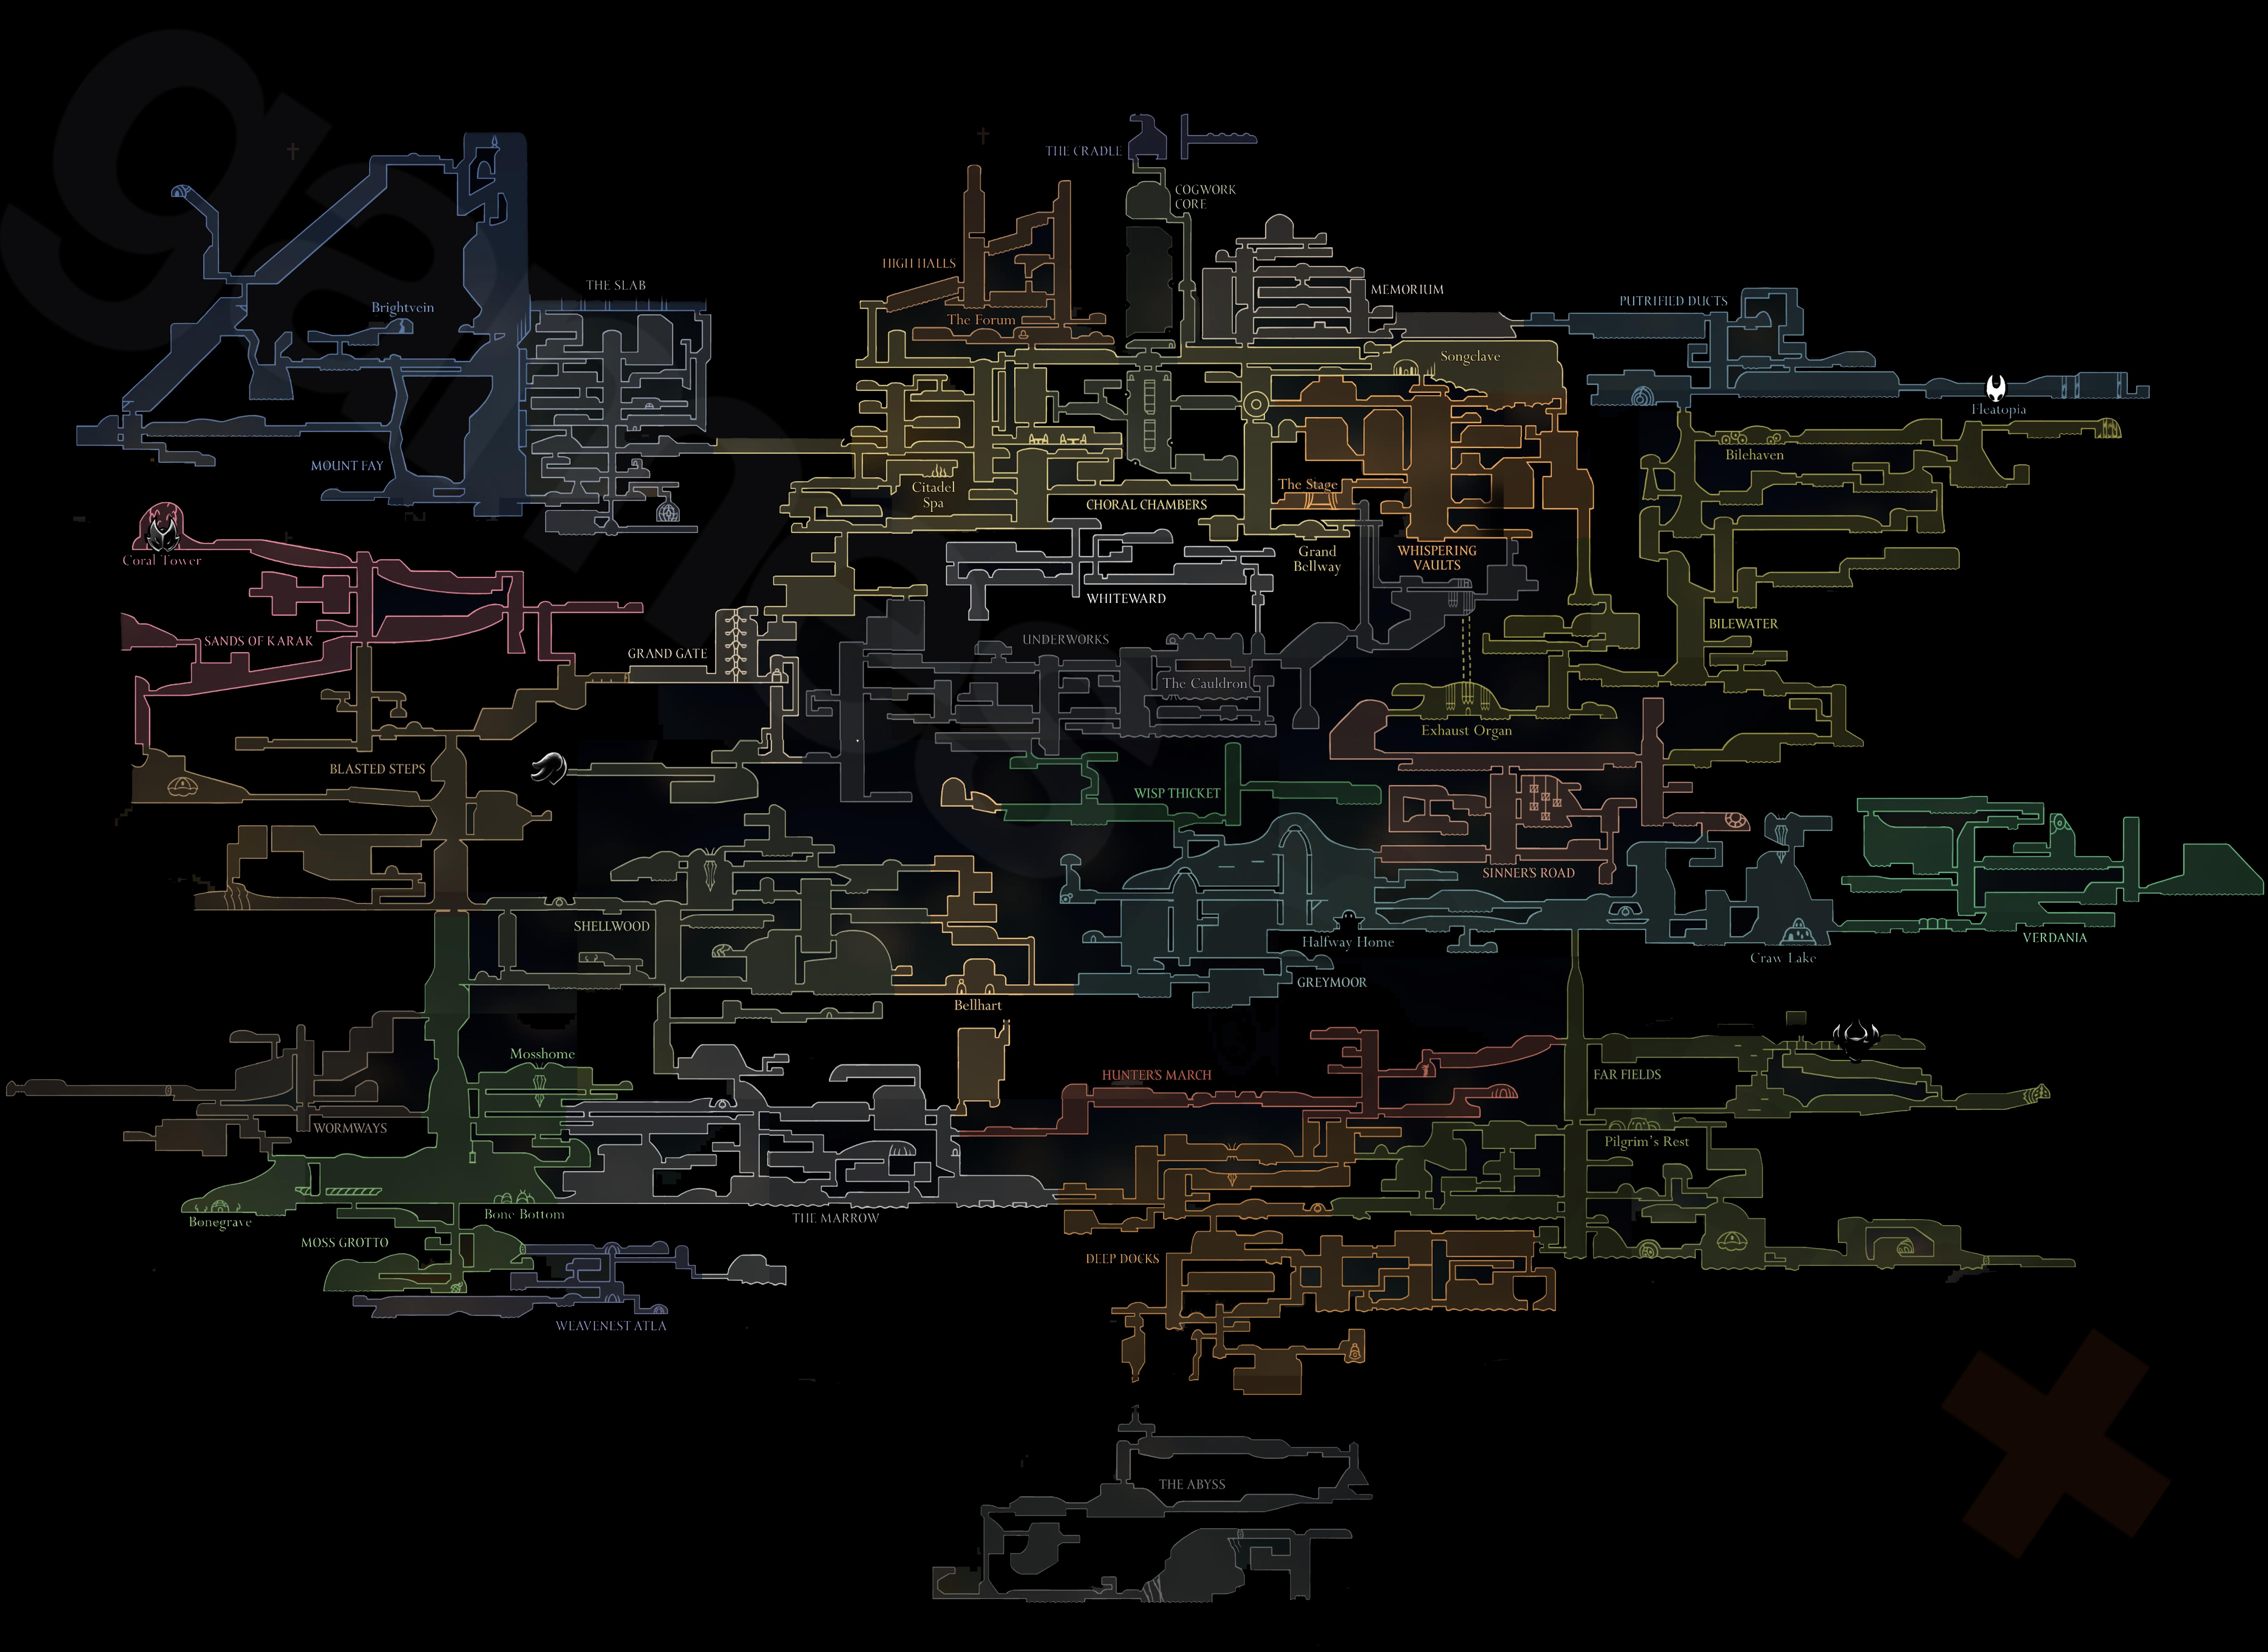 THE CRADLE
COGWORK
CORE
HIGH HALLS
THE SLAB
MEMORIUM
PUTRIFIED DUCTS
Brightvein
The Forum
Songclave
Fleatopia
Bilehaven
MOUNT FAY
Citadel
Spa
The Stage
CHORAL CHAMBERS
Grand
Bellway
WHISPERING
VAULTS
Coral Tower
WHITEWARD
BILEWATER
SANDS OF KARAK
GRAND GATE
UNDERWORKS
The Cauldron
Exhaust Organ
BLASTED STEPS
WISP THICKET
SINNER'S ROAD
SHELLWOOD
Halfway Home
VERDANIA
Craw Lake
GREYMOOR
Bellhart
Mosshome
HUNTER'S MARCH
FAR FIELDS
WORMWAYS
Pilgrim's Rest
Bonegrave
Bone Bottom
THE MARROW
MOSS GROTTO
DEEP DOCKS
WEAVENEST ATLA
THE ABYSS